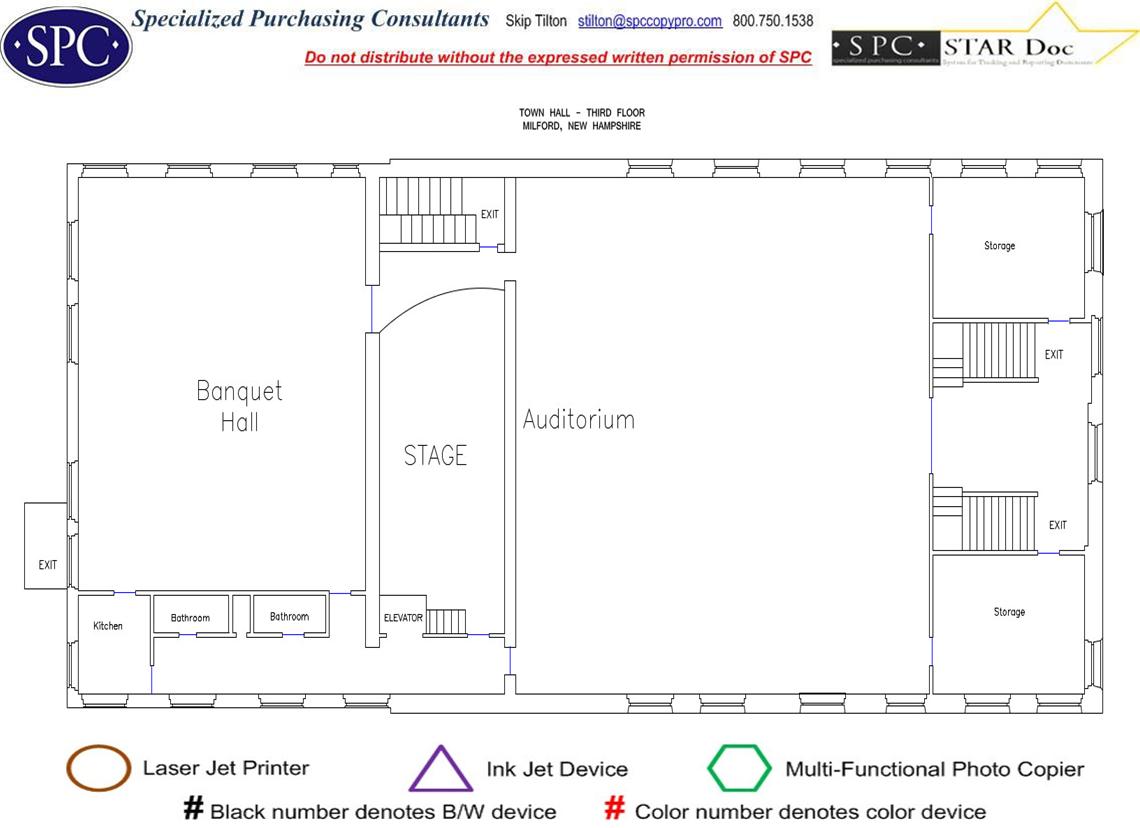 SPC
Specialized Purchasing Consultants Skip Tilton stilton@spccopypro.com 800.750.1538
Do not distribute without the expressed written permission of SPC
· S P C · STAR Doc
specialized purchasing consultants System for Tracking and Reporting Documents
TOWN HALL - THIRD FLOOR
MILFORD, NEW HAMPSHIRE
EXIT
Storage
EXIT
Banquet
Hall
Auditorium
STAGE
EXIT
EXIT
Kitchen
Bathroom
Bathroom
ELEVATOR
Storage
Laser Jet Printer
Ink Jet Device
Multi-Functional Photo Copier
# Black number denotes B/W device
# Color number denotes color device